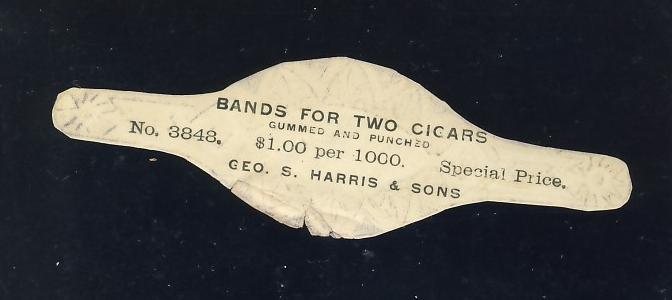 BANDS FOR TWO CIGARS
GUMMED AND PUNCHED
No. 3848. $1.00 per 1000. Special Price.
GEO. S. HARRIS & SONS